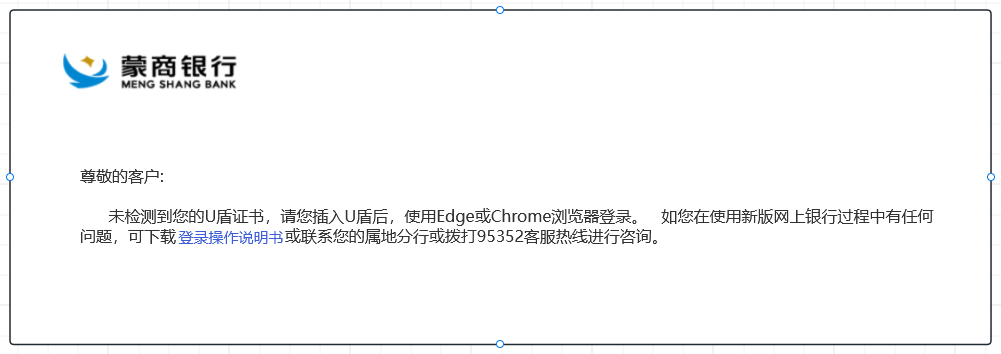 蒙商银行
MENG SHANG BANK
尊敬的客户:
未检测到您的U盾证书，请您插入U盾后，使用Edge或Chrome浏览器登录。 如您在使用新版网上银行过程中有任何
问题，可下载登录操作说明书或联系您的属地分行或拨打95352客服热线进行咨询。